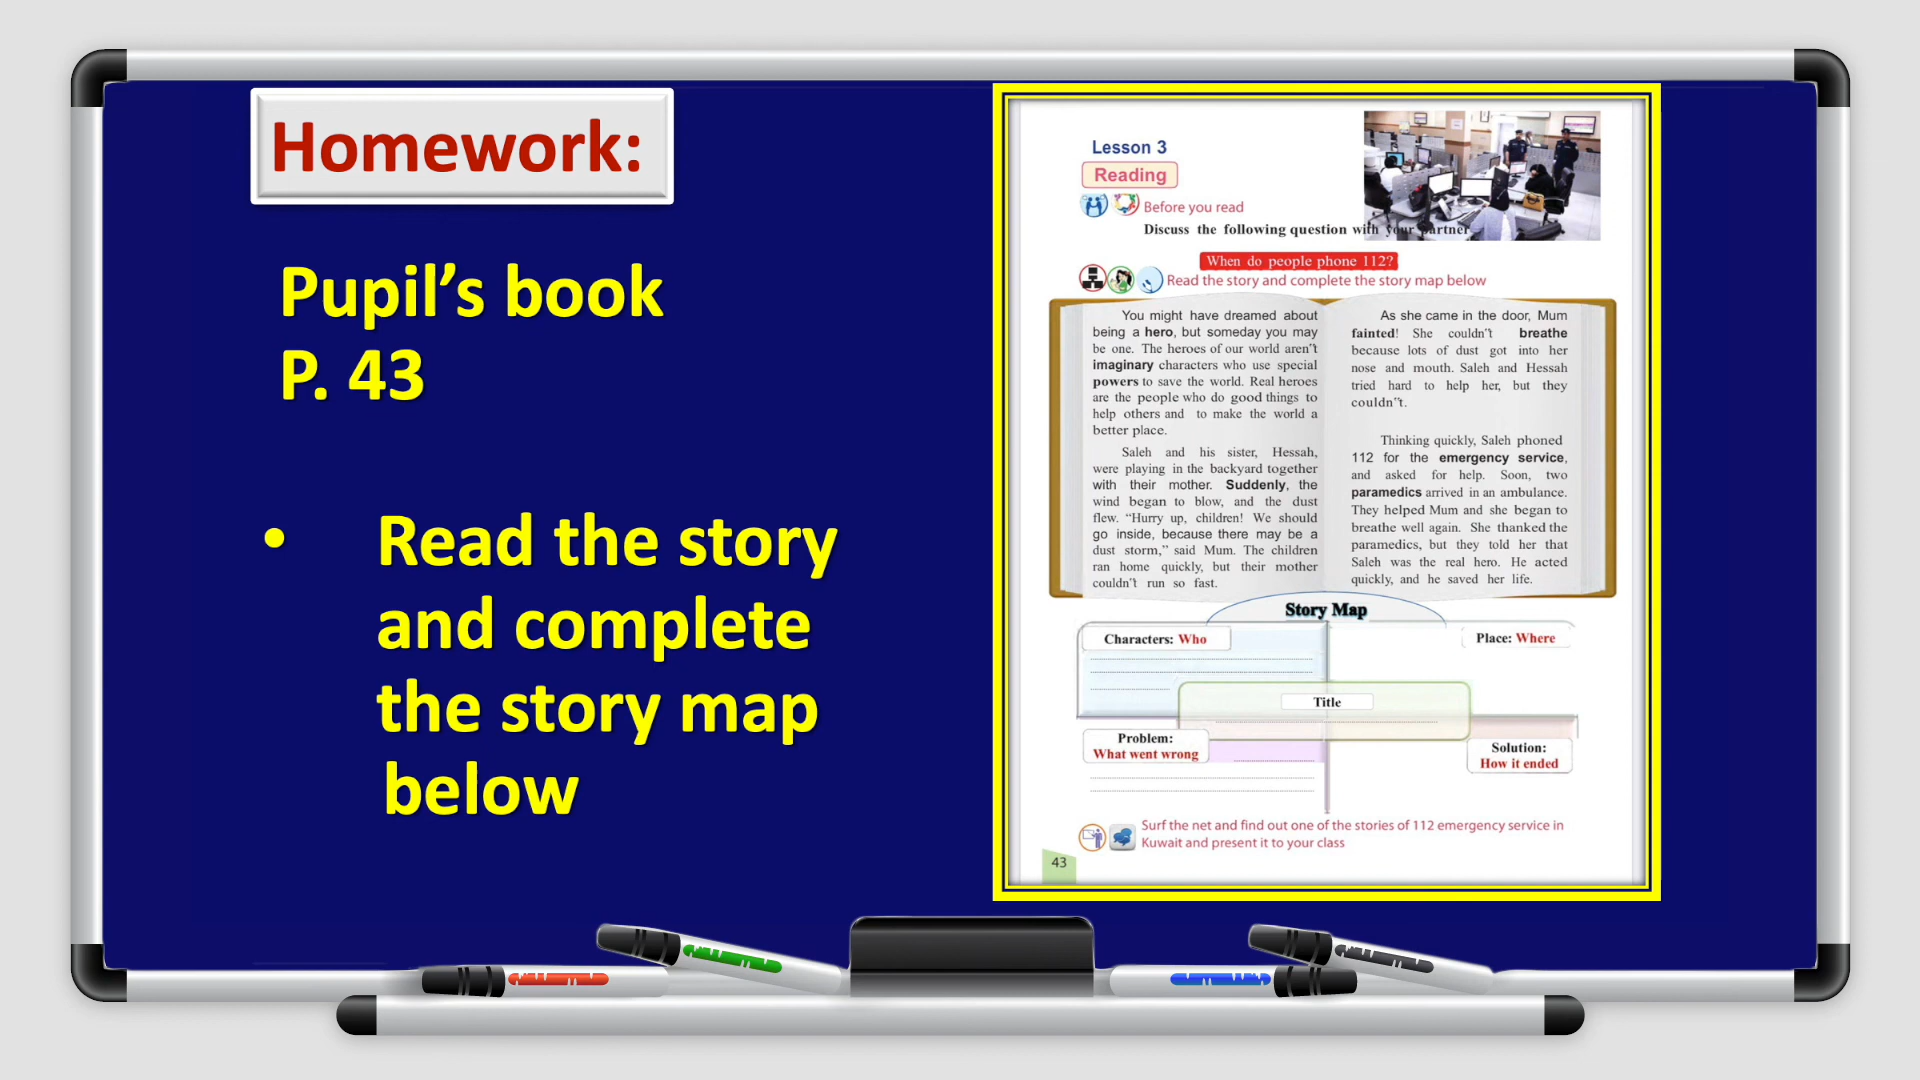 Homework:
Pupil’s book
P. 43
• Read the story
and complete
the story map
below
Lesson 3
Reading
Before you read
Discuss the following question with your partner
When do people phone 112?
Read the story and complete the story map below
You might have dreamed about
being a hero, but someday you may
be one. The heroes of our world aren"t
imaginary characters who use special
powers to save the world. Real heroes
are the people who do good things to
help others and to make the world a
better place.
Saleh and his sister, Hessah,
were playing in the backyard together
with their mother. Suddenly, the
wind began to blow, and the dust
flew. “Hurry up, children! We should
go inside, because there may be a
dust storm,” said Mum. The children
ran home quickly, but their mother
couldn"t run so fast.
As she came in the door, Mum
fainted! She couldn"t breathe
because lots of dust got into her
nose and mouth. Saleh and Hessah
tried hard to help her, but they
couldn"t.
Thinking quickly, Saleh phoned
112 for the emergency service,
and asked for help. Soon, two
paramedics arrived in an ambulance.
They helped Mum and she began to
breathe well again. She thanked the
paramedics, but they told her that
Saleh was the real hero. He acted
quickly, and he saved her life.
Story Map
Characters: Who
Place: Where
Title
Problem:
What went wrong
Solution:
How it ended
Surf the net and find out one of the stories of 112 emergency service in
Kuwait and present it to your class
43